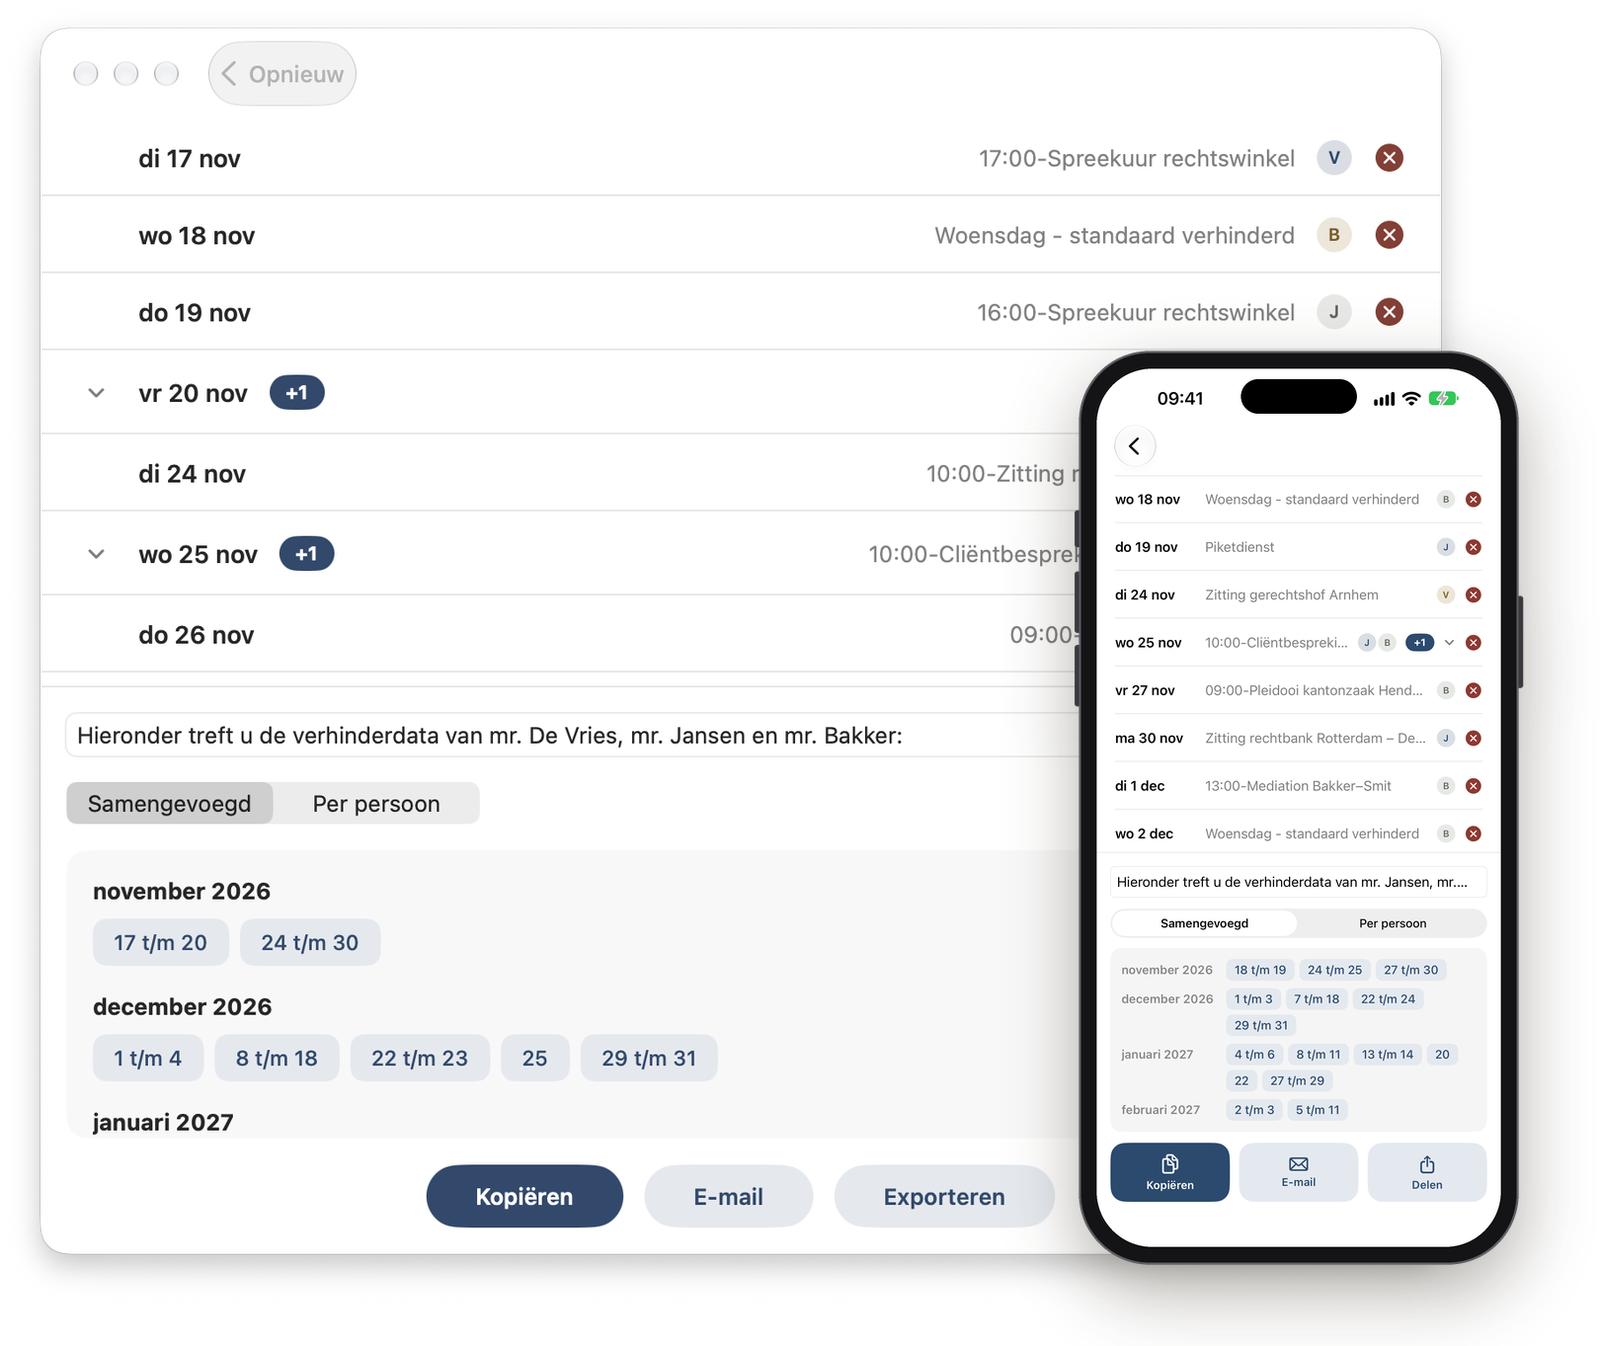 Opnieuw
di 17 nov 17:00-Spreekuur rechtswinkel V
wo 18 nov Woensdag - standaard verhinderd B
do 19 nov 16:00-Spreekuur rechtswinkel J
vr 20 nov +1
di 24 nov 10:00-Zitting
wo 25 nov +1 10:00-Cliëntbesprek
do 26 nov 09:00-
Hieronder treft u de verhinderdata van mr. De Vries, mr. Jansen en mr. Bakker:
Samengevoegd Per persoon
november 2026
17 t/m 20 24 t/m 30
december 2026
1 t/m 4 8 t/m 18 22 t/m 23 25 29 t/m 31
januari 2027
Kopiëren E-mail Exporteren
09:41
wo 18 nov Woensdag - standaard verhinderd B
do 19 nov Piketdienst J
di 24 nov Zitting gerechtshof Arnhem V
wo 25 nov 10:00-Cliëntbespreki... J B +1
vr 27 nov 09:00-Pleidooi kantonzaak Hend... B
ma 30 nov Zitting rechtbank Rotterdam – De... J
di 1 dec 13:00-Mediation Bakker–Smit B
wo 2 dec Woensdag - standaard verhinderd B
Hieronder treft u de verhinderdata van mr. Jansen, mr....
Samengevoegd Per persoon
november 2026 18 t/m 19 24 t/m 25 27 t/m 30
december 2026 1 t/m 3 7 t/m 18 22 t/m 24
29 t/m 31
januari 2027 4 t/m 6 8 t/m 11 13 t/m 14 20
22 27 t/m 29
februari 2027 2 t/m 3 5 t/m 11
Kopiëren E-mail Delen